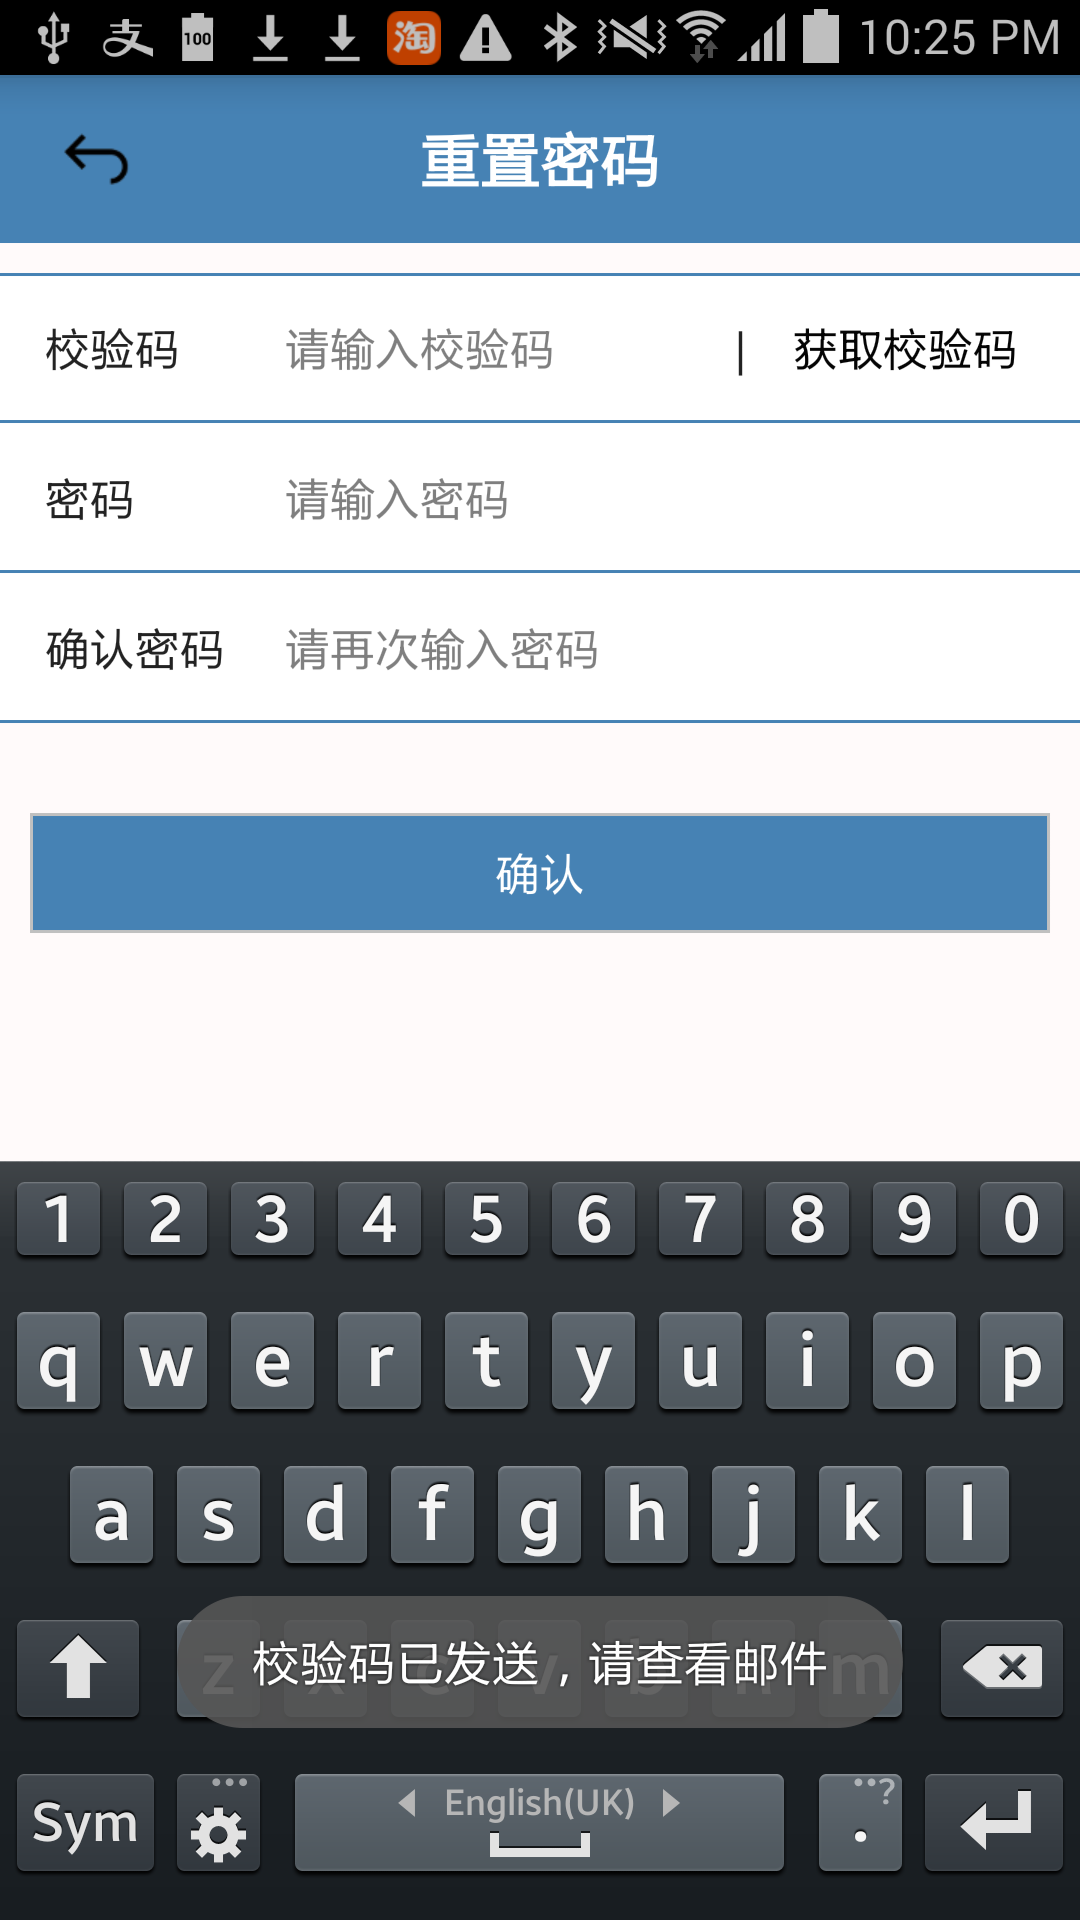 100 淘 10:25 PM
重置密码
校验码 请输入校验码 | 获取校验码
密码 请输入密码
确认密码 请再次输入密码
确认
1 2 3 4 5 6 7 8 9 0
q w e r t y u i o p
a s d f g h j k l
z x c v b n m
校验码已发送，请查看邮件
Sym English(UK) . ?